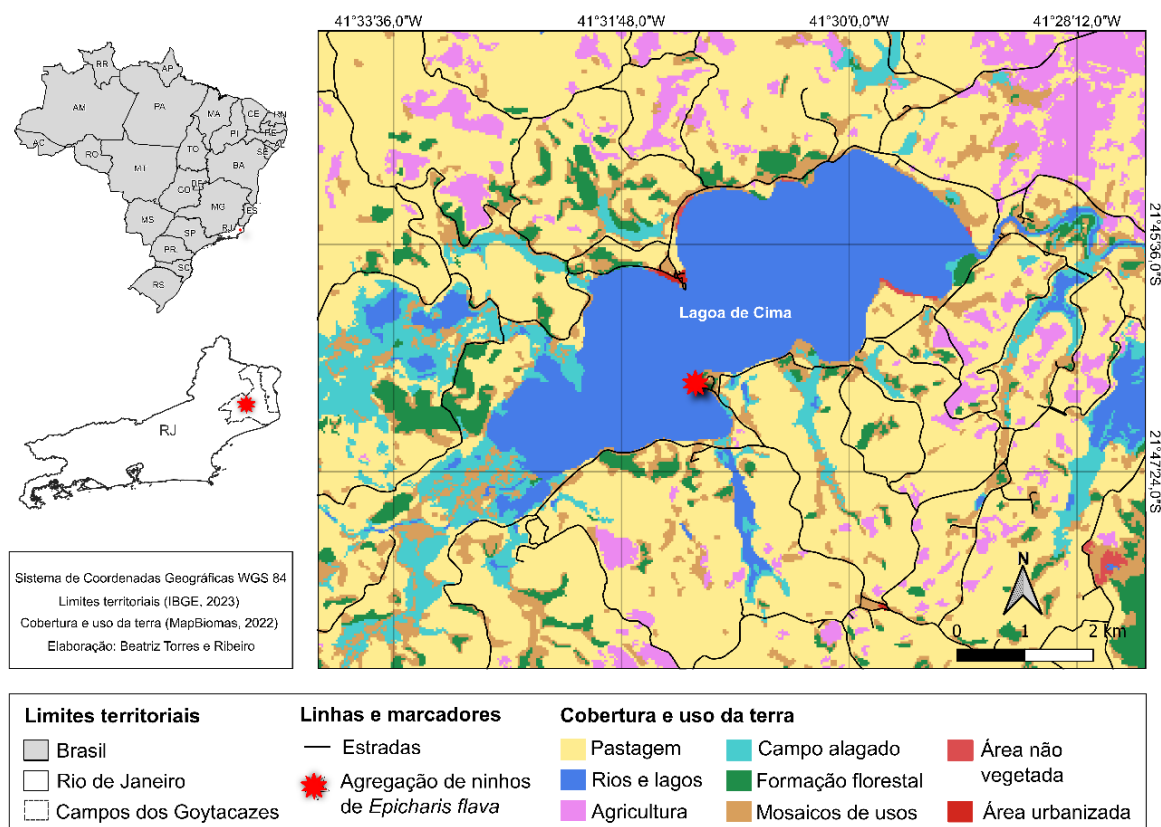 41°33'36,0"W
41°31'48,0"W
41°30'0,0"W
41°28'12,0"W
RR
AP
AM
PA
MA
CE
RN
PI
PE
AL
AC
RO
TO
SE
MT
BA
DF
GO
MG
ES
MS
SP
RJ
PR
SC
RS
21°45'36,0"S
Lagoa de Cima
RJ
21°47'24,0"S
N
0 1 2 km
Sistema de Coordenadas Geográficas WGS 84
Limites territoriais (IBGE, 2023)
Cobertura e uso da terra (MapBiomas, 2022)
Elaboração: Beatriz Torres e Ribeiro
Limites territoriais
Brasil
Rio de Janeiro
Campos dos Goytacazes
Linhas e marcadores
Estradas
Agregação de ninhos
de Epicharis flava
Cobertura e uso da terra
Pastagem
Rios e lagos
Agricultura
Campo alagado
Formação florestal
Mosaicos de usos
Área não
vegetada
Área urbanizada